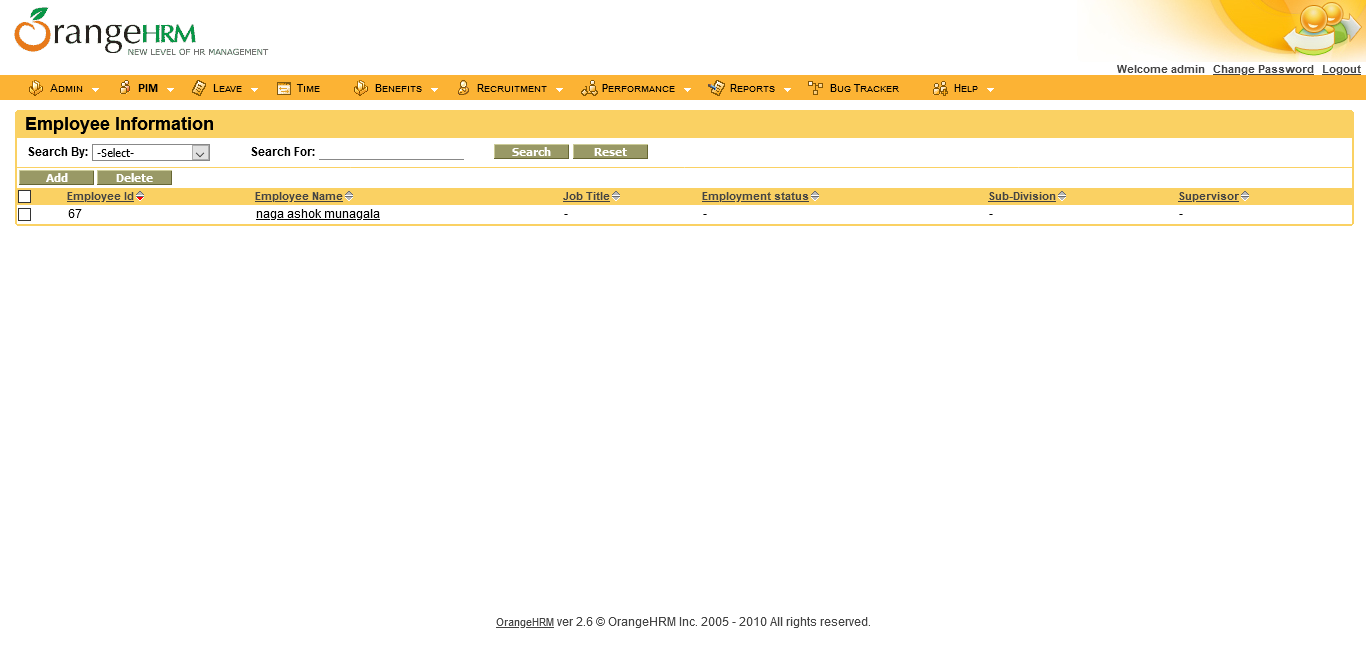 OrangeHRM
NEW LEVEL OF HR MANAGEMENT
Welcome admin Change Password Logout
ADMIN PIM LEAVE TIME BENEFITS RECRUITMENT PERFORMANCE REPORTS BUG TRACKER HELP
Employee Information
Search By: -Select- Search For: Search Reset
Add Delete
Employee Id Employee Name Job Title Employment status Sub-Division Supervisor
67 naga ashok munagala - - - -
OrangeHRM ver 2.6 © OrangeHRM Inc. 2005 - 2010 All rights reserved.